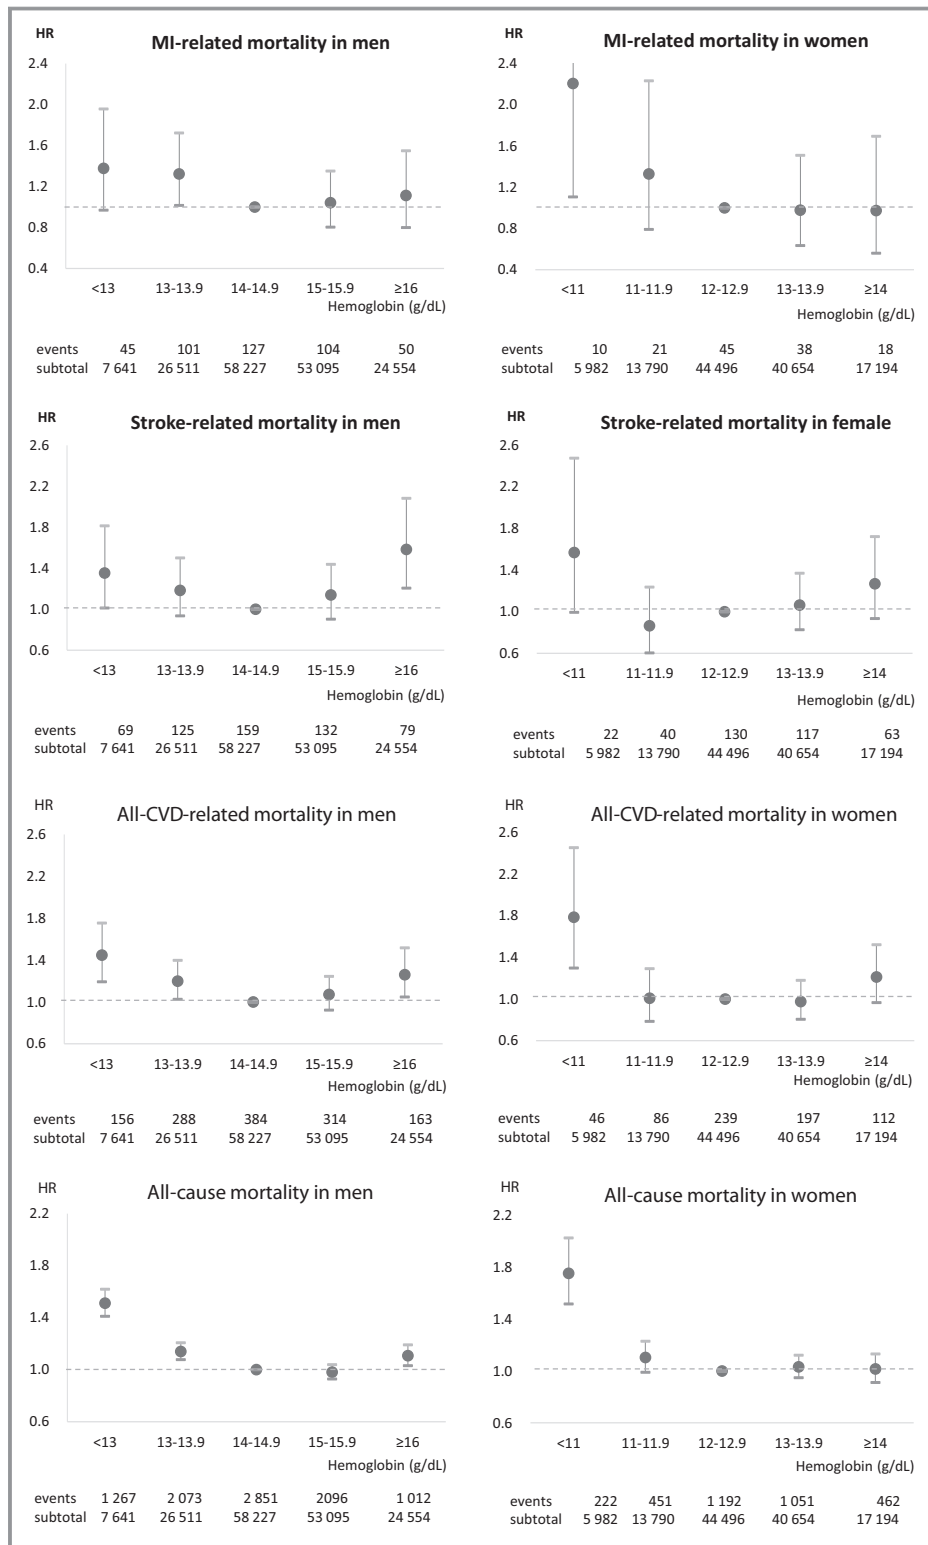 HR
MI-related mortality in men
2.4
2.0
1.6
1.2
0.8
0.4
<13 13-13.9 14-14.9 15-15.9 ≥16
Hemoglobin (g/dL)
events 45 101 127 104 50
subtotal 7 641 26 511 58 227 53 095 24 554
HR
MI-related mortality in women
2.4
2.0
1.6
1.2
0.8
0.4
<11 11-11.9 12-12.9 13-13.9 ≥14
Hemoglobin (g/dL)
events 10 21 45 38 18
subtotal 5 982 13 790 44 496 40 654 17 194
HR
Stroke-related mortality in men
2.6
2.2
1.8
1.4
1.0
0.6
<13 13-13.9 14-14.9 15-15.9 ≥16
Hemoglobin (g/dL)
events 69 125 159 132 79
subtotal 7 641 26 511 58 227 53 095 24 554
HR
Stroke-related mortality in female
2.6
2.2
1.8
1.4
1.0
0.6
<11 11-11.9 12-12.9 13-13.9 ≥14
Hemoglobin (g/dL)
events 22 40 130 117 63
subtotal 5 982 13 790 44 496 40 654 17 194
HR
All-CVD-related mortality in men
2.6
2.2
1.8
1.4
1.0
0.6
<13 13-13.9 14-14.9 15-15.9 ≥16
Hemoglobin (g/dL)
events 156 288 384 314 163
subtotal 7 641 26 511 58 227 53 095 24 554
HR
All-CVD-related mortality in women
2.6
2.2
1.8
1.4
1.0
0.6
<11 11-11.9 12-12.9 13-13.9 ≥14
Hemoglobin (g/dL)
events 46 86 239 197 112
subtotal 5 982 13 790 44 496 40 654 17 194
HR
All-cause mortality in men
2.2
1.8
1.4
1.0
0.6
<13 13-13.9 14-14.9 15-15.9 ≥16
Hemoglobin (g/dL)
events 1 267 2 073 2 851 2096 1 012
subtotal 7 641 26 511 58 227 53 095 24 554
HR
All-cause mortality in women
2.2
1.8
1.4
1.0
0.6
<11 11-11.9 12-12.9 13-13.9 ≥14
Hemoglobin (g/dL)
events 222 451 1 192 1 051 462
subtotal 5 982 13 790 44 496 40 654 17 194